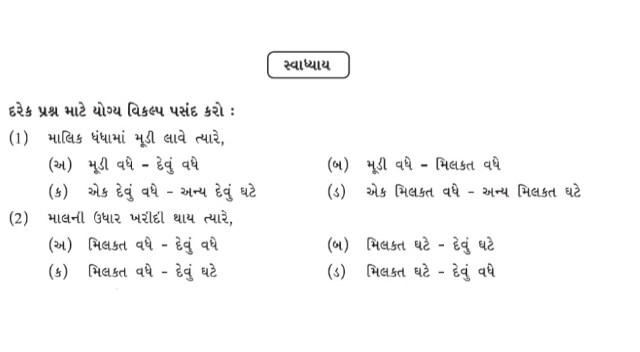 સ્વાધ્યાય
દરેક પ્રશ્ન માટે યોગ્ય વિકલ્પ પસંદ કરો :
(1) માલિક ધંધામાં મૂડી લાવે ત્યારે,
(અ) મૂડી વધે – દેવું વધે (બ) મૂડી વધે – મિલકત વધે
(ક) એક દેવું વધે – અન્ય દેવું ઘટે (ડ) એક મિલકત વધે – અન્ય મિલકત ઘટે
(2) માલની ઉધાર ખરીદી થાય ત્યારે,
(અ) મિલકત વધે – દેવું વધે (બ) મિલકત ઘટે – દેવું ઘટે
(ક) મિલકત વધે – દેવું ઘટે (ડ) મિલકત ઘટે – દેવું વધે